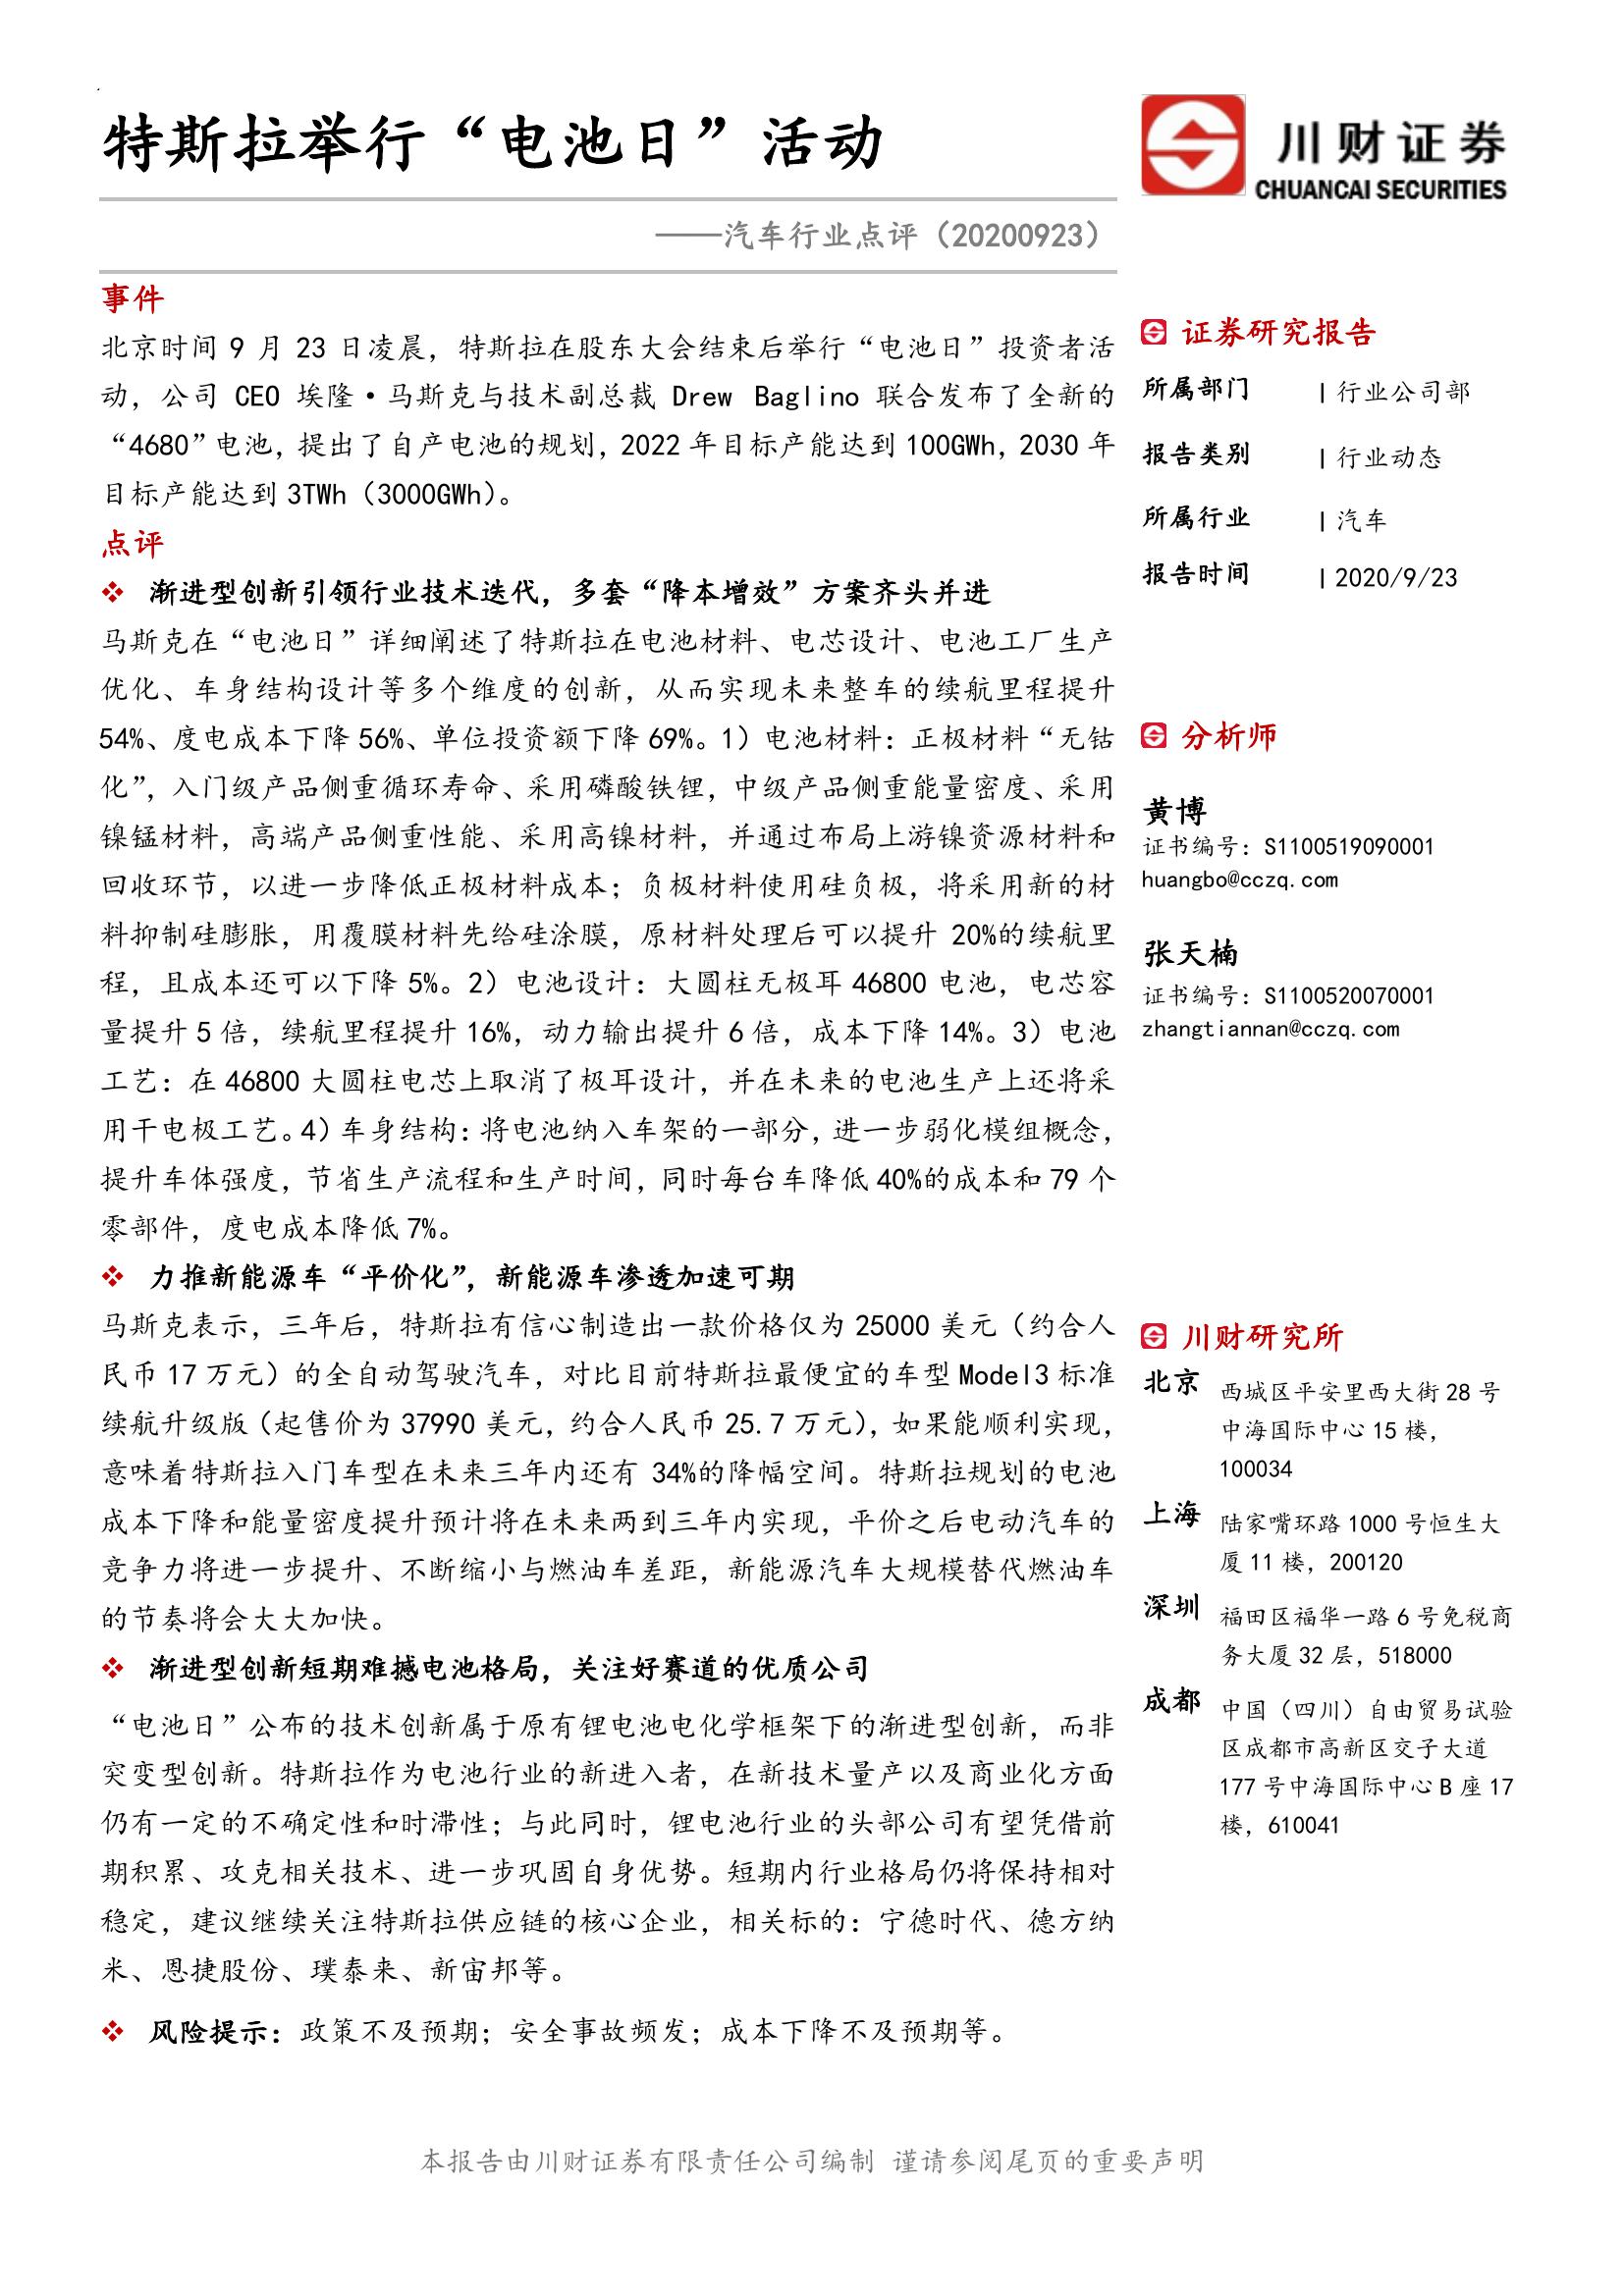 特斯拉举行“电池日”活动
川财证券
CHUANCAI SECURITIES
——汽车行业点评（20200923）
事件
北京时间 9 月 23 日凌晨，特斯拉在股东大会结束后举行“电池日”投资者活
动，公司 CEO 埃隆·马斯克与技术副总裁 Drew Baglino 联合发布了全新的
“4680”电池，提出了自产电池的规划，2022 年目标产能达到 100GWh，2030 年
目标产能达到 3TWh（3000GWh）。
点评
❖ 渐进型创新引领行业技术迭代，多套“降本增效”方案齐头并进
马斯克在“电池日”详细阐述了特斯拉在电池材料、电芯设计、电池工厂生产
优化、车身结构设计等多个维度的创新，从而实现未来整车的续航里程提升
54%、度电成本下降 56%、单位投资额下降 69%。1）电池材料：正极材料“无钴
化”，入门级产品侧重循环寿命、采用磷酸铁锂，中级产品侧重能量密度、采用
镍锰材料，高端产品侧重性能、采用高镍材料，并通过布局上游镍资源材料和
回收环节，以进一步降低正极材料成本；负极材料使用硅负极，将采用新的材
料抑制硅膨胀，用覆膜材料先给硅涂膜，原材料处理后可以提升 20%的续航里
程，且成本还可以下降 5%。2）电池设计：大圆柱无极耳 46800 电池，电芯容
量提升 5 倍，续航里程提升 16%，动力输出提升 6 倍，成本下降 14%。3）电池
工艺：在 46800 大圆柱电芯上取消了极耳设计，并在未来的电池生产上还将采
用干电极工艺。4）车身结构：将电池纳入车架的一部分，进一步弱化模组概念，
提升车体强度，节省生产流程和生产时间，同时每台车降低 40%的成本和 79 个
零部件，度电成本降低 7%。
❖ 力推新能源车“平价化”，新能源车渗透加速可期
马斯克表示，三年后，特斯拉有信心制造出一款价格仅为 25000 美元（约合人
民币 17 万元）的全自动驾驶汽车，对比目前特斯拉最便宜的车型 Model3 标准
续航升级版（起售价为 37990 美元，约合人民币 25.7 万元），如果能顺利实现，
意味着特斯拉入门车型在未来三年内还有 34%的降幅空间。特斯拉规划的电池
成本下降和能量密度提升预计将在未来两到三年内实现，平价之后电动汽车的
竞争力将进一步提升、不断缩小与燃油车差距，新能源汽车大规模替代燃油车
的节奏将会大大加快。
❖ 渐进型创新短期难撼电池格局，关注好赛道的优质公司
“电池日”公布的技术创新属于原有锂电池电化学框架下的渐进型创新，而非
突变型创新。特斯拉作为电池行业的新进入者，在新技术量产以及商业化方面
仍有一定的不确定性和时滞性；与此同时，锂电池行业的头部公司有望凭借前
期积累、攻克相关技术、进一步巩固自身优势。短期内行业格局仍将保持相对
稳定，建议继续关注特斯拉供应链的核心企业，相关标的：宁德时代、德方纳
米、恩捷股份、璞泰来、新宙邦等。
❖ 风险提示：政策不及预期；安全事故频发；成本下降不及预期等。
证券研究报告
所属部门 | 行业公司部
报告类别 | 行业动态
所属行业 | 汽车
报告时间 | 2020/9/23
分析师
黄博
证书编号：S1100519090001
huangbo@cczq.com
张天楠
证书编号：S1100520070001
zhangtiannan@cczq.com
川财研究所
北京 西城区平安里西大街 28 号
中海国际中心 15 楼，
100034
上海 陆家嘴环路 1000 号恒生大
厦 11 楼，200120
深圳 福田区福华一路 6 号免税商
务大厦 32 层，518000
成都 中国（四川）自由贸易试验
区成都市高新区交子大道
177 号中海国际中心 B 座 17
楼，610041
本报告由川财证券有限责任公司编制 谨请参阅尾页的重要声明